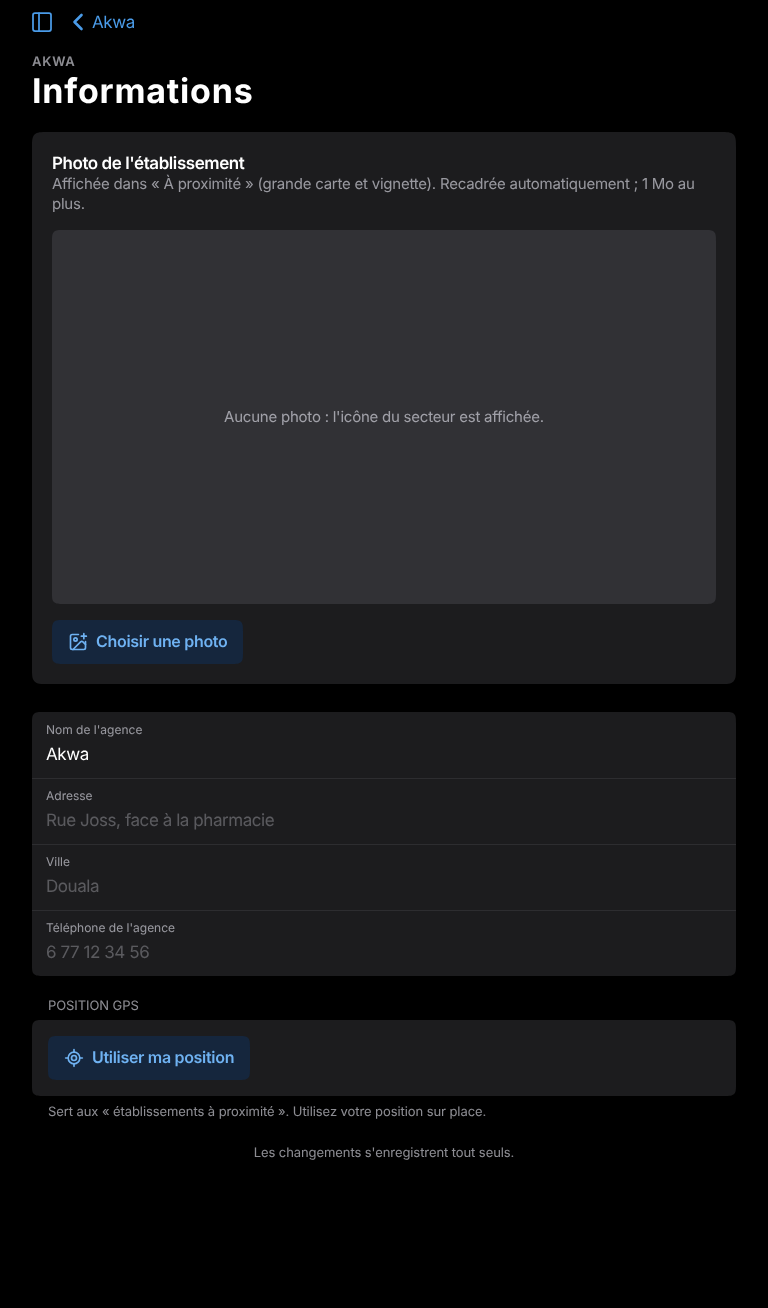 Akwa
AKWA
Informations
Photo de l'établissement
Affichée dans « À proximité » (grande carte et vignette). Recadrée automatiquement ; 1 Mo au
plus.
Aucune photo : l'icône du secteur est affichée.
Choisir une photo
Nom de l'agence
Akwa
Adresse
Rue Joss, face à la pharmacie
Ville
Douala
Téléphone de l'agence
6 77 12 34 56
POSITION GPS
Utiliser ma position
Sert aux « établissements à proximité ». Utilisez votre position sur place.
Les changements s'enregistrent tout seuls.